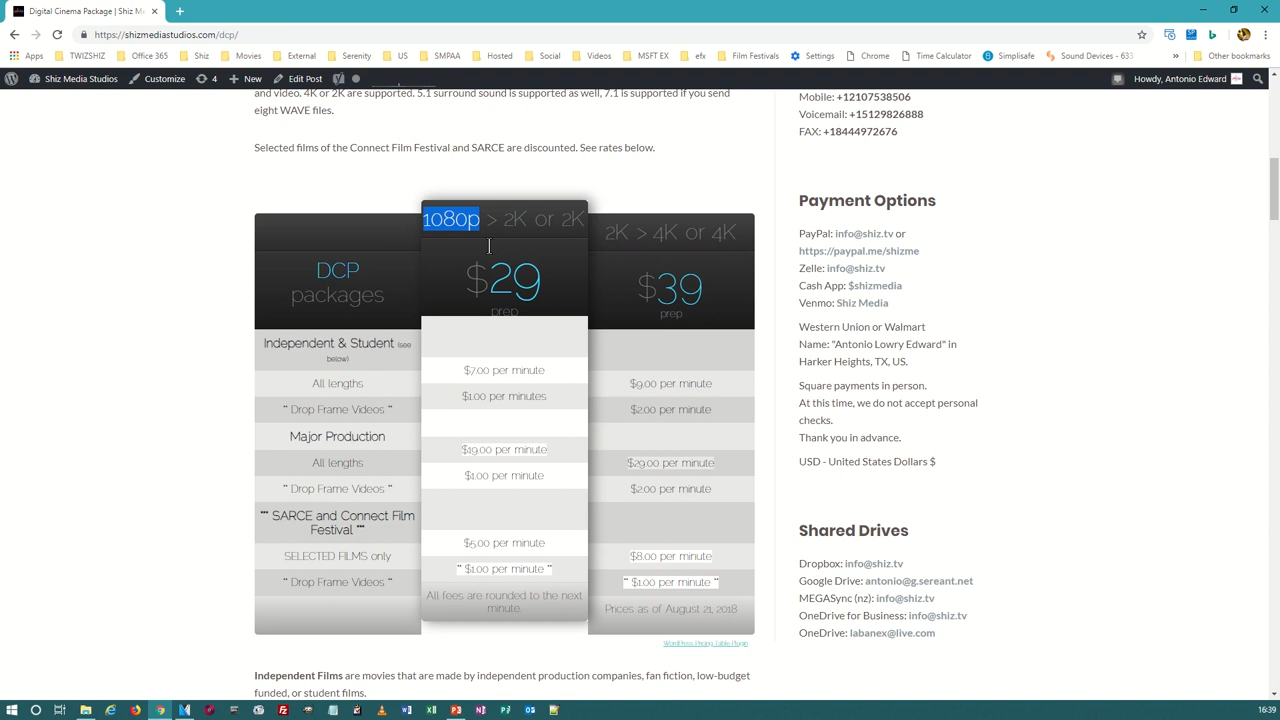 Digital Cinema Package | Shiz M
https://shizmediastudios.com/dcp/
Apps TWIZSHIZ Office 365 Shiz Movies External Serenity US SMPAA Hosted Social Videos MSFT EX efx Film Festivals Settings Chrome Time Calculator Simplisafe Sound Devices - 633 » Other bookmarks
Shiz Media Studios Customize 4 New Edit Post Howdy, Antonio Edward
and video. 4K or 2K are supported. 5.1 surround sound is supported as well, 7.1 is supported if you send
eight WAVE files.
Selected films of the Connect Film Festival and SARCE are discounted. See rates below.
1080p > 2K or 2K
2K > 4K or 4K
DCP
packages
$29
prep
$39
prep
Independent & Student (see
below)
All lengths $7.00 per minute $9.00 per minute
** Drop Frame Videos ** $1.00 per minutes $2.00 per minute
Major Production
All lengths $19.00 per minute $29.00 per minute
** Drop Frame Videos ** $1.00 per minute $2.00 per minute
*** SARCE and Connect Film
Festival ***
SELECTED FILMS only $5.00 per minute $8.00 per minute
** Drop Frame Videos ** ** $1.00 per minute ** ** $1.00 per minute **
All fees are rounded to the next
minute.
Prices as of August 21, 2018
WordPress Pricing Table Plugin
Independent Films are movies that are made by independent production companies, fan fiction, low-budget
funded, or student films.
Mobile: +12107538506
Voicemail: +15129826888
FAX: +18444972676
Payment Options
PayPal: info@shiz.tv or
https://paypal.me/shizme
Zelle: info@shiz.tv
Cash App: $shizmedia
Venmo: Shiz Media
Western Union or Walmart
Name: "Antonio Lowry Edward" in
Harker Heights, TX, US.
Square payments in person.
At this time, we do not accept personal
checks.
Thank you in advance.
USD - United States Dollars $
Shared Drives
Dropbox: info@shiz.tv
Google Drive: antonio@g.sereant.net
MEGASync (nz): info@shiz.tv
OneDrive for Business: info@shiz.tv
OneDrive: labanex@live.com
16:39